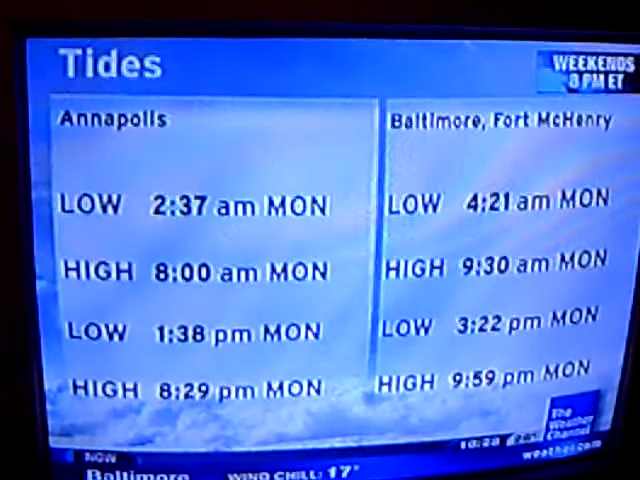 Tides
WEEKENDS
8 PM ET
Annapolis
LOW 2:37 am MON
HIGH 8:00 am MON
LOW 1:38 pm MON
HIGH 8:29 pm MON
Baltimore, Fort McHenry
LOW 4:21 am MON
HIGH 9:30 am MON
LOW 3:22 pm MON
HIGH 9:59 pm MON
The
Weather
Channel
weather.com
NOW
Baltimore WIND CHILL: 17°